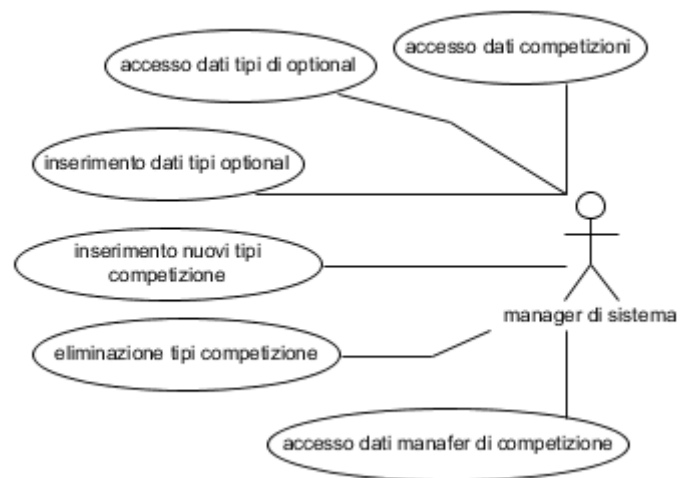 accesso dati competizioni
accesso dati tipi di optional
inserimento dati tipi optional
inserimento nuovi tipi
competizione
manager di sistema
eliminazione tipi competizione
accesso dati manafer di competizione